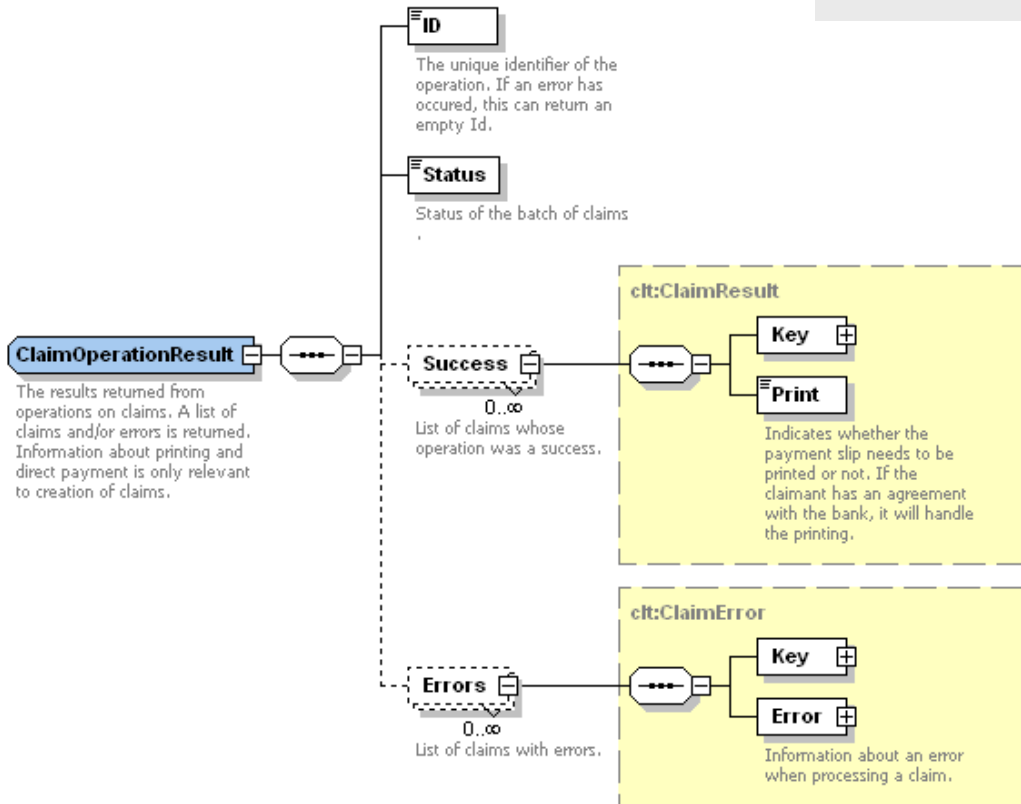 ID
The unique identifier of the
operation. If an error has
occured, this can return an
empty Id.
Status
Status of the batch of claims
.
clt:ClaimResult
Key
ClaimOperationResult
The results returned from
operations on claims. A list of
claims and/or errors is returned.
Information about printing and
direct payment is only relevant
to creation of claims.
Success
0..∞
List of claims whose
operation was a success.
Print
Indicates whether the
payment slip needs to be
printed or not. If the
claimant has an agreement
with the bank, it will handle
the printing.
clt:ClaimError
Key
Errors
0..∞
List of claims with errors.
Error
Information about an error
when processing a claim.